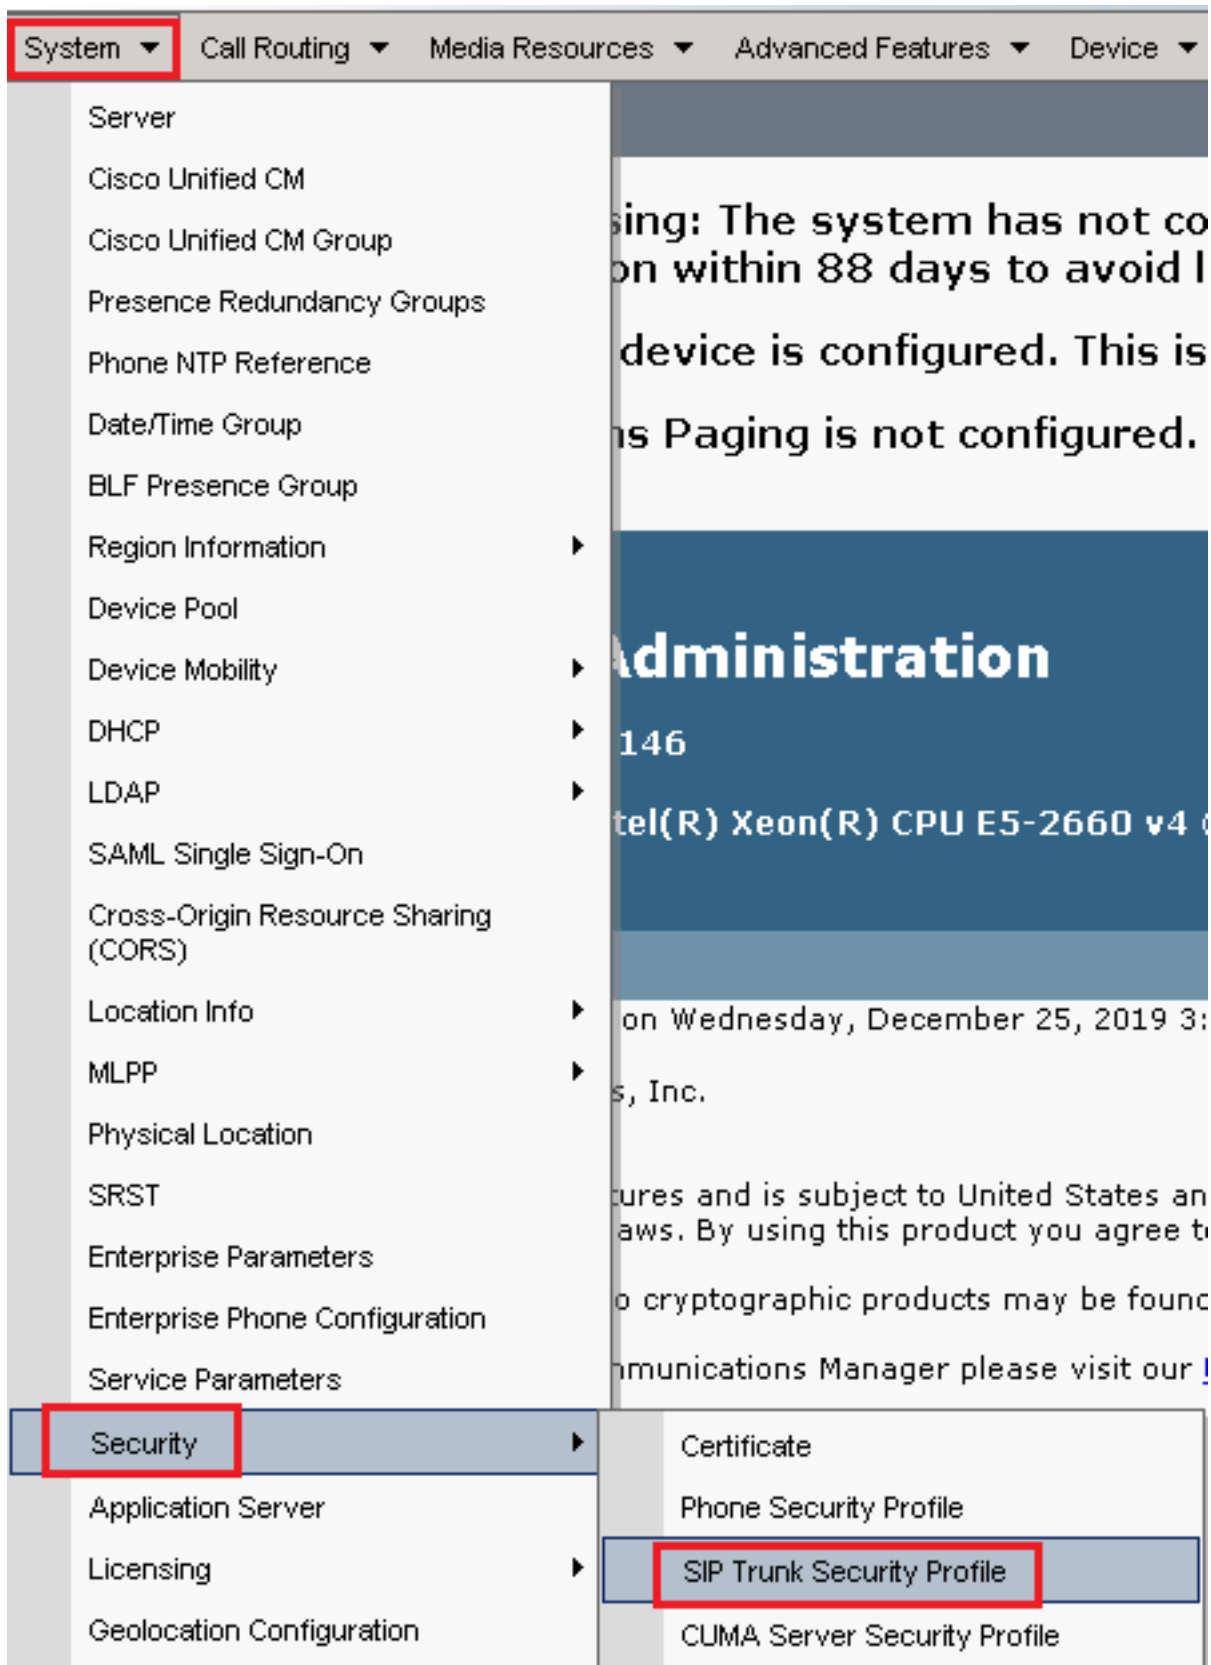 System Call Routing Media Resources Advanced Features Device
Server
Cisco Unified CM
Cisco Unified CM Group
Presence Redundancy Groups
Phone NTP Reference
Date/Time Group
BLF Presence Group
Region Information
Device Pool
Device Mobility
DHCP
LDAP
SAML Single Sign-On
Cross-Origin Resource Sharing
(CORS)
Location Info
MLPP
Physical Location
SRST
Enterprise Parameters
Enterprise Phone Configuration
Service Parameters
Security
Application Server
Licensing
Geolocation Configuration
Certificate
Phone Security Profile
SIP Trunk Security Profile
CUMA Server Security Profile
sing: The system has not co
on within 88 days to avoid l
device is configured. This is
ns Paging is not configured.
Administration
146
tel(R) Xeon(R) CPU E5-2660 v4
on Wednesday, December 25, 2019 3:
s, Inc.
tures and is subject to United States an
aws. By using this product you agree to
o cryptographic products may be found
mmunications Manager please visit our